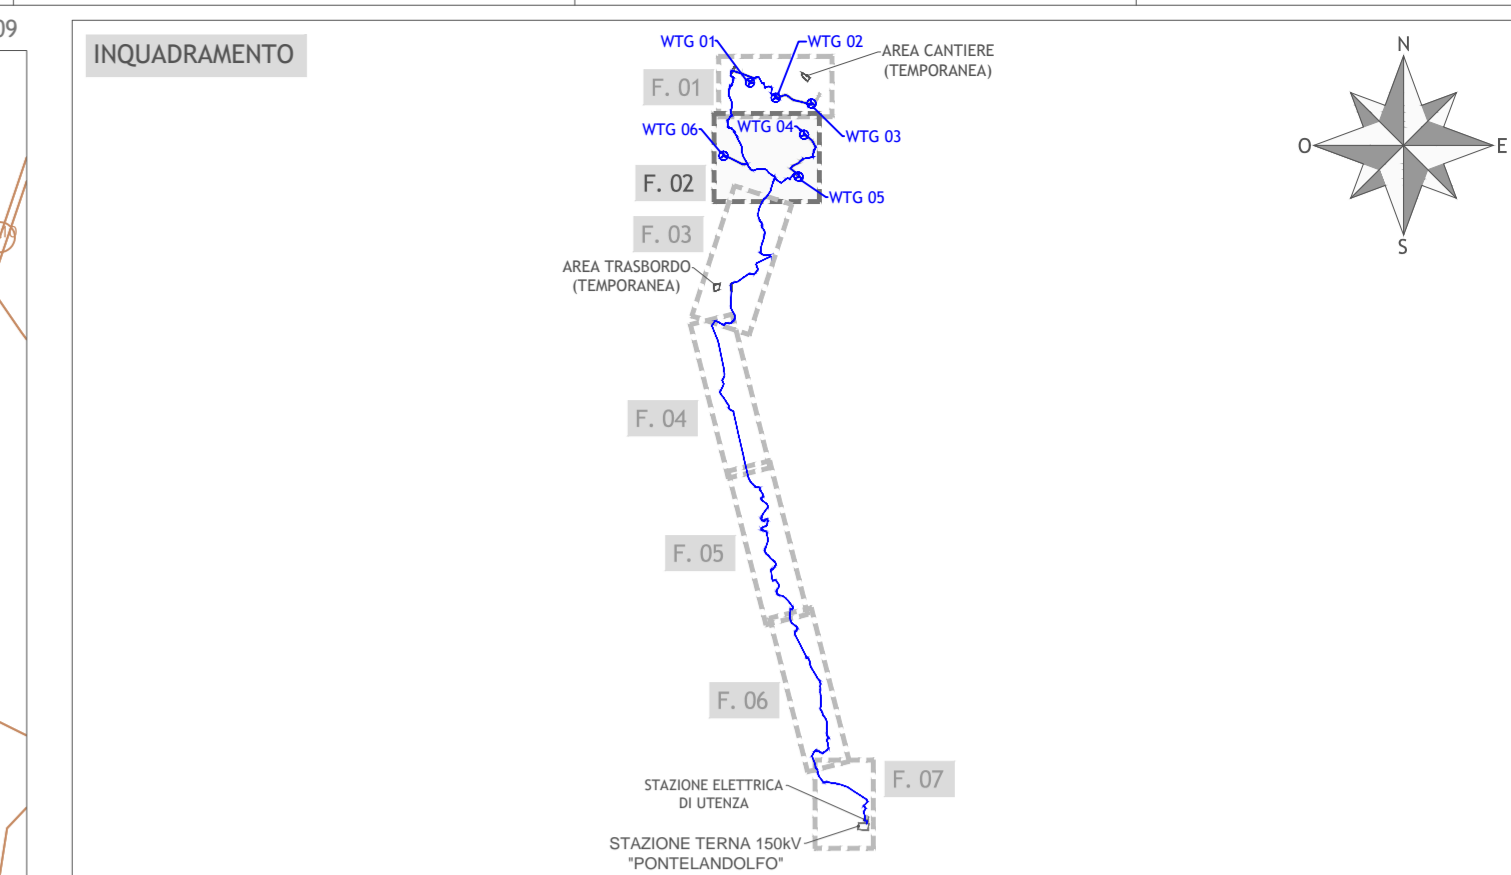 09
INQUADRAMENTO
WTG 01
WTG 02
AREA CANTIERE
(TEMPORANEA)
F. 01
WTG 06
WTG 04
WTG 03
F. 02
WTG 05
F. 03
AREA TRASBORDO
(TEMPORANEA)
F. 04
F. 05
F. 06
F. 07
STAZIONE ELETTRICA
DI UTENZA
STAZIONE TERNA 150kV
"PONTELANDOLFO"
N
O
E
S
10